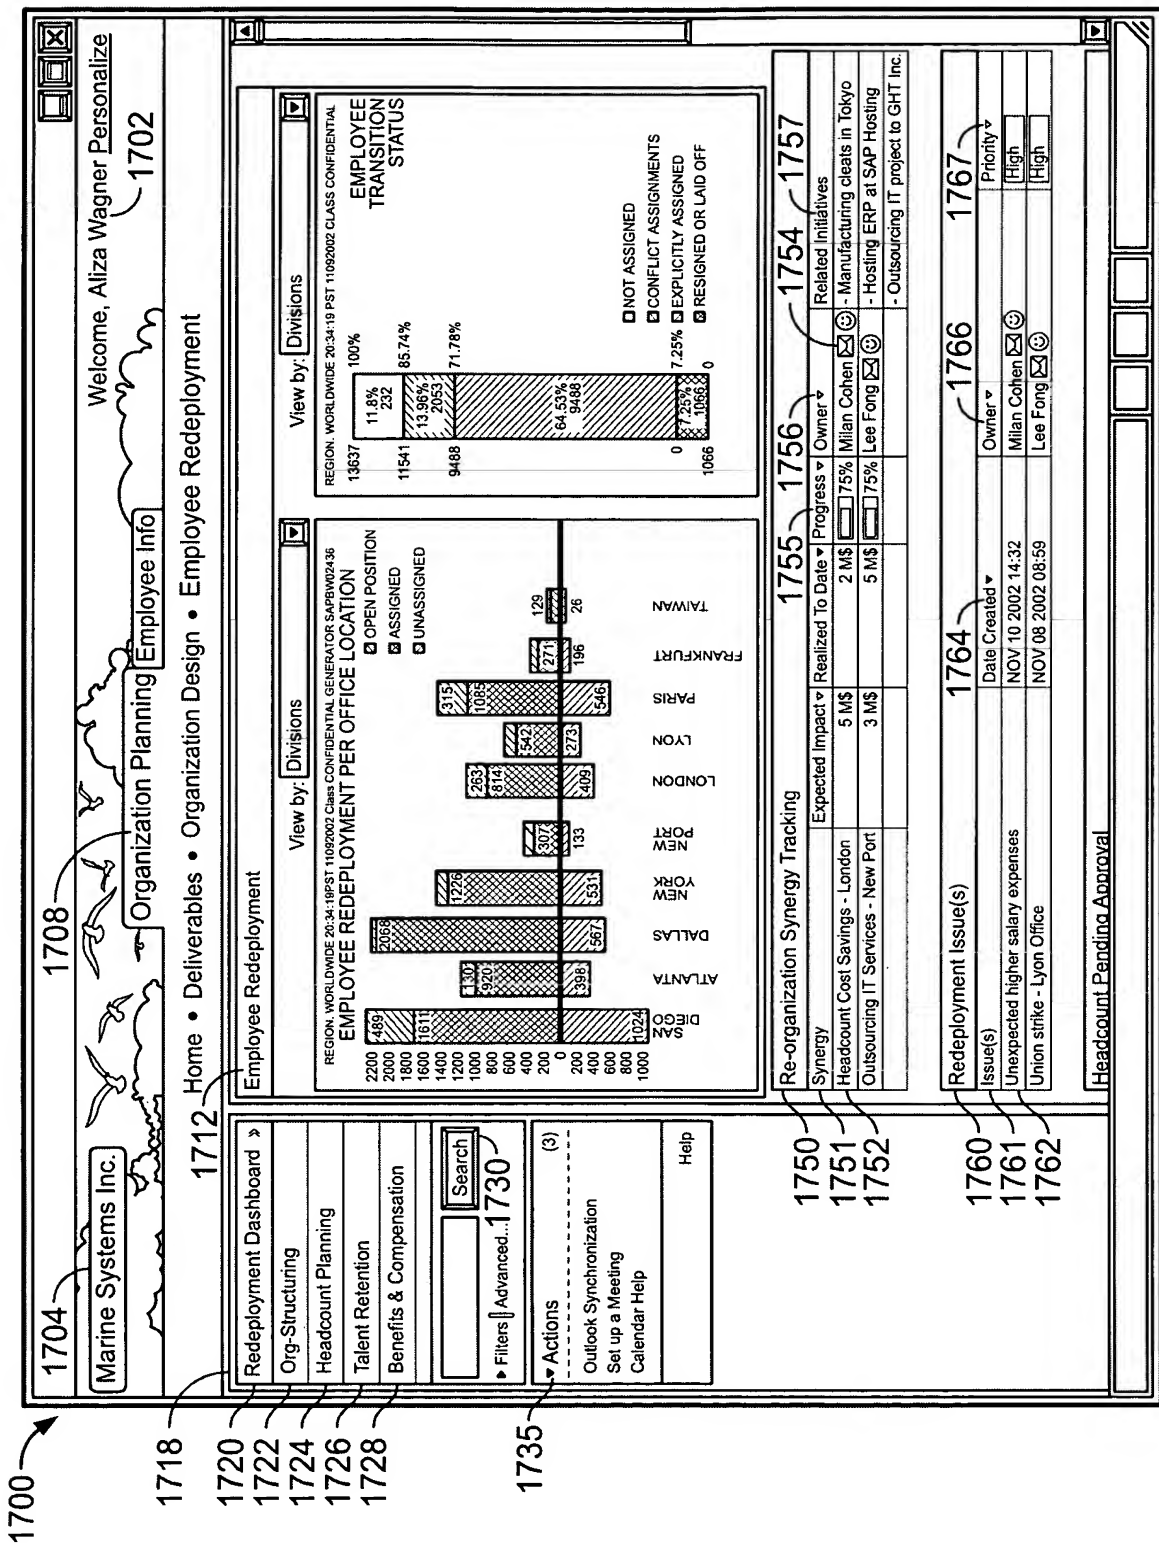 1700
1704
1708
1702
Marine Systems Inc.
Organization Planning
Employee Info
Welcome, Aliza Wagner Personalize
1712
Home • Deliverables • Organization Design • Employee Redeployment
1718
1720
1722
1724
1726
1728
Redeployment Dashboard »
Org-Structuring
Headcount Planning
Talent Retention
Benefits & Compensation
Search
▸ Filters Advanced...
1730
1735
▾ Actions (3)
Outlook Synchronization
Set up a Meeting
Calendar Help
Help
Employee Redeployment
View by: Divisions
REGION. WORLDWIDE 20:34:19PST 11092002 Class CONFIDENTIAL GENERATOR SAPBW02436
EMPLOYEE REDEPLOYMENT PER OFFICE LOCATION
OPEN POSITION
ASSIGNED
UNASSIGNED
2200
2000
1800
1600
1400
1200
1000
800
600
400
200
0
200
400
600
800
1000
489
1611
1024
130
920
398
2068
567
1226
531
307
133
263
814
409
542
273
315
1085
546
271
196
129
26
SAN DIEGO
ATLANTA
DALLAS
NEW YORK
NEW PORT
LONDON
LYON
PARIS
FRANKFURT
TAIWAN
View by: Divisions
REGION. WORLDWIDE 20:34:19 PST 11092002 CLASS CONFIDENTIAL
EMPLOYEE
TRANSITION
STATUS
13637 100%
11.8%
232
11541 85.74%
13.96%
2053
9488 71.78%
64.53%
9488
0 7.25%
7.25%
1066
1066 0
NOT ASSIGNED
CONFLICT ASSIGNMENTS
EXPLICITLY ASSIGNED
RESIGNED OR LAID OFF
1750
1751
1752
1755
1756
1754
1757
Re-organization Synergy Tracking
Synergy Expected Impact ▾ Realized To Date ▾ Progress ▾ Owner ▾ Related Initiatives
Headcount Cost Savings - London 5 M$ 2 M$ 75% Milan Cohen - Manufacturing cleats in Tokyo
Outsourcing IT Services - New Port 3 M$ 5 M$ 75% Lee Fong - Hosting ERP at SAP Hosting
- Outsourcing IT project to GHT Inc.
1760
1761
1762
1764
1766
1767
Redeployment Issue(s)
Issue(s) Date Created ▾ Owner ▾ Priority ▾
Unexpected higher salary expenses NOV 10 2002 14:32 Milan Cohen High
Union strike - Lyon Office NOV 08 2002 08:59 Lee Fong High
Headcount Pending Approval